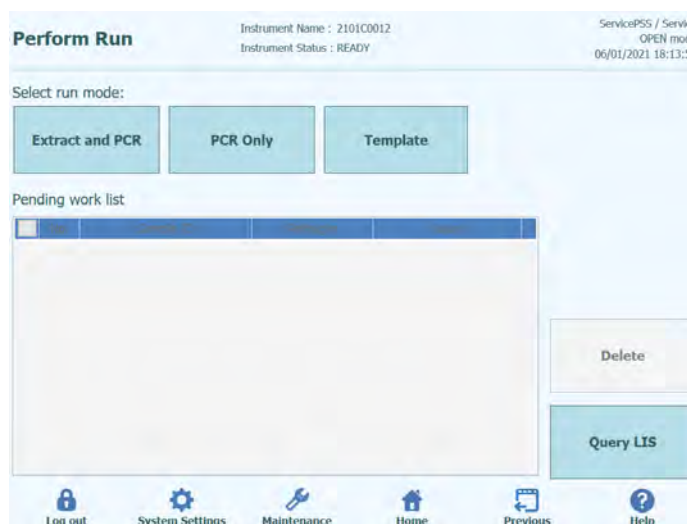 Perform Run
Instrument Name : 2101C0012
Instrument Status : READY
ServicePSS / Servi
OPEN mo
06/01/2021 18:13:5
Select run mode:
Extract and PCR
PCR Only
Template
Pending work list
Delete
Query LIS
Log out
System Settings
Maintenance
Home
Previous
Help